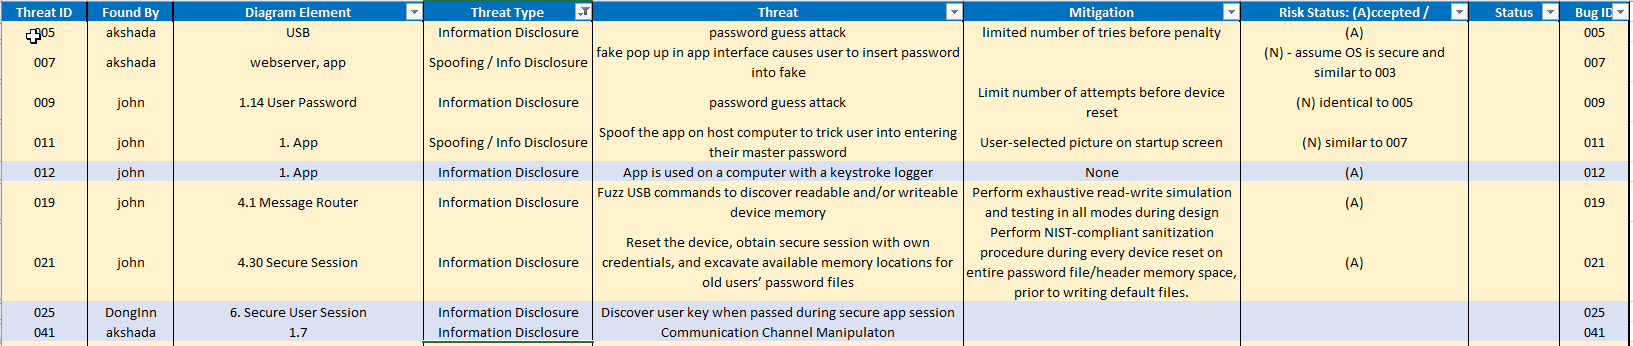 Threat ID Found By Diagram Element Threat Type Threat Mitigation Risk Status: (A)ccepted / Status Bug ID
005 akshada USB Information Disclosure password guess attack limited number of tries before penalty (A) 005
007 akshada webserver, app Spoofing / Info Disclosure fake pop up in app interface causes user to insert password
into fake
(N) - assume OS is secure and
similar to 003
007
009 john 1.14 User Password Information Disclosure password guess attack Limit number of attempts before device
reset
(N) identical to 005 009
011 john 1. App Spoofing / Info Disclosure Spoof the app on host computer to trick user into entering
their master password
User-selected picture on startup screen (N) similar to 007 011
012 john 1. App Information Disclosure App is used on a computer with a keystroke logger None (A) 012
019 john 4.1 Message Router Information Disclosure Fuzz USB commands to discover readable and/or writeable
device memory
Perform exhaustive read-write simulation
and testing in all modes during design
(A) 019
021 john 4.30 Secure Session Information Disclosure Reset the device, obtain secure session with own
credentials, and excavate available memory locations for
old users’ password files
Perform NIST-compliant sanitization
procedure during every device reset on
entire password file/header memory space,
prior to writing default files.
(A) 021
025 DongInn 6. Secure User Session Information Disclosure Discover user key when passed during secure app session 025
041 akshada 1.7 Information Disclosure Communication Channel Manipulaton 041